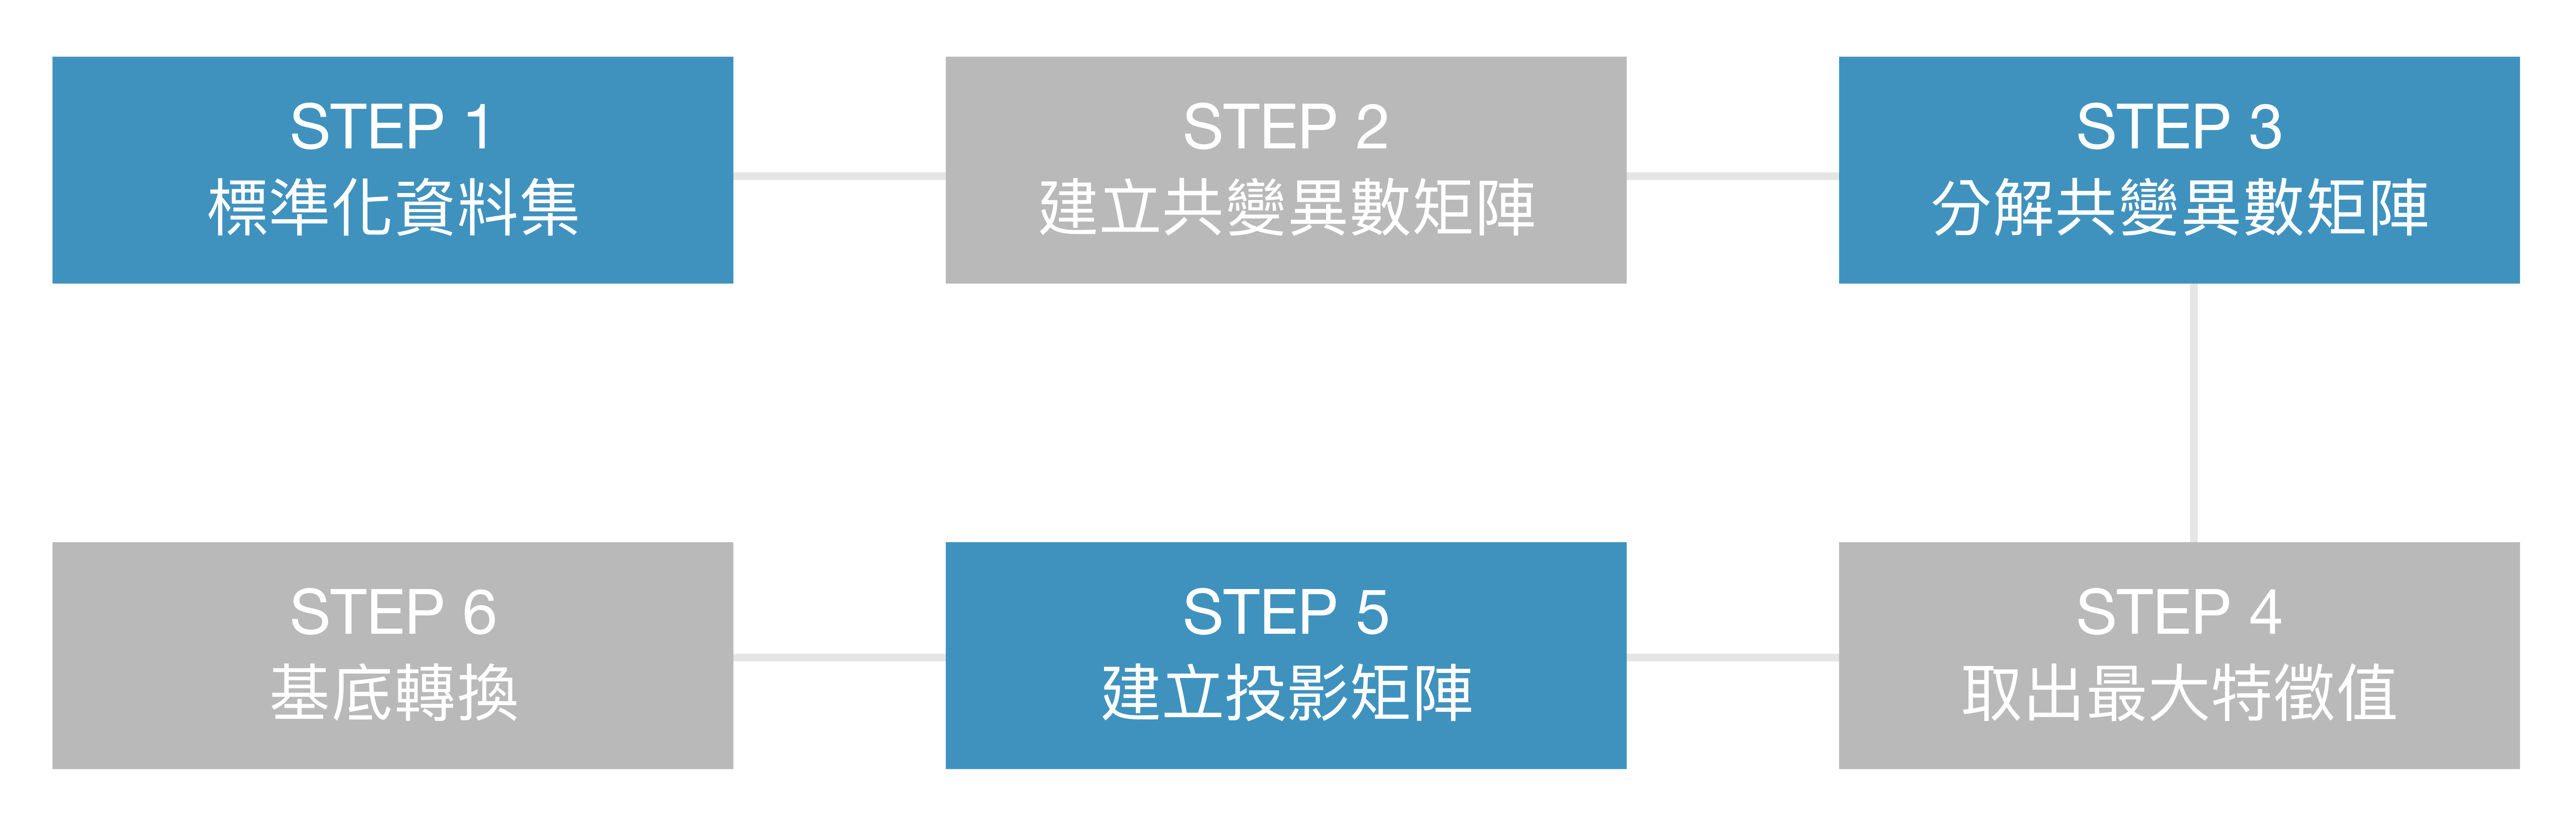 STEP 1
標準化資料集
STEP 2
建立共變異數矩陣
STEP 3
分解共變異數矩陣
STEP 4
取出最大特徵值
STEP 5
建立投影矩陣
STEP 6
基底轉換